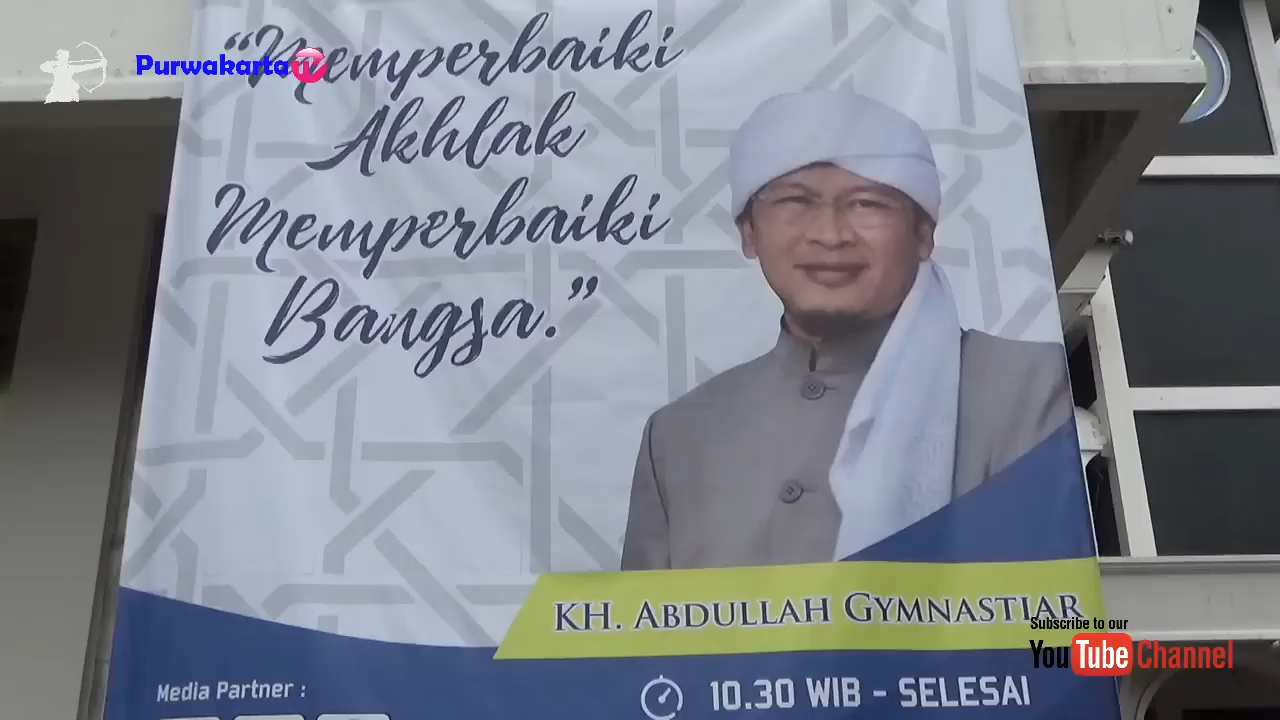 Purwakarta TV
“Memperbaiki
Akhlak
Memperbaiki
Bangsa.”
KH. ABDULLAH GYMNASTIAR
Subscribe to our
YouTube Channel
Media Partner :
10.30 WIB - SELESAI